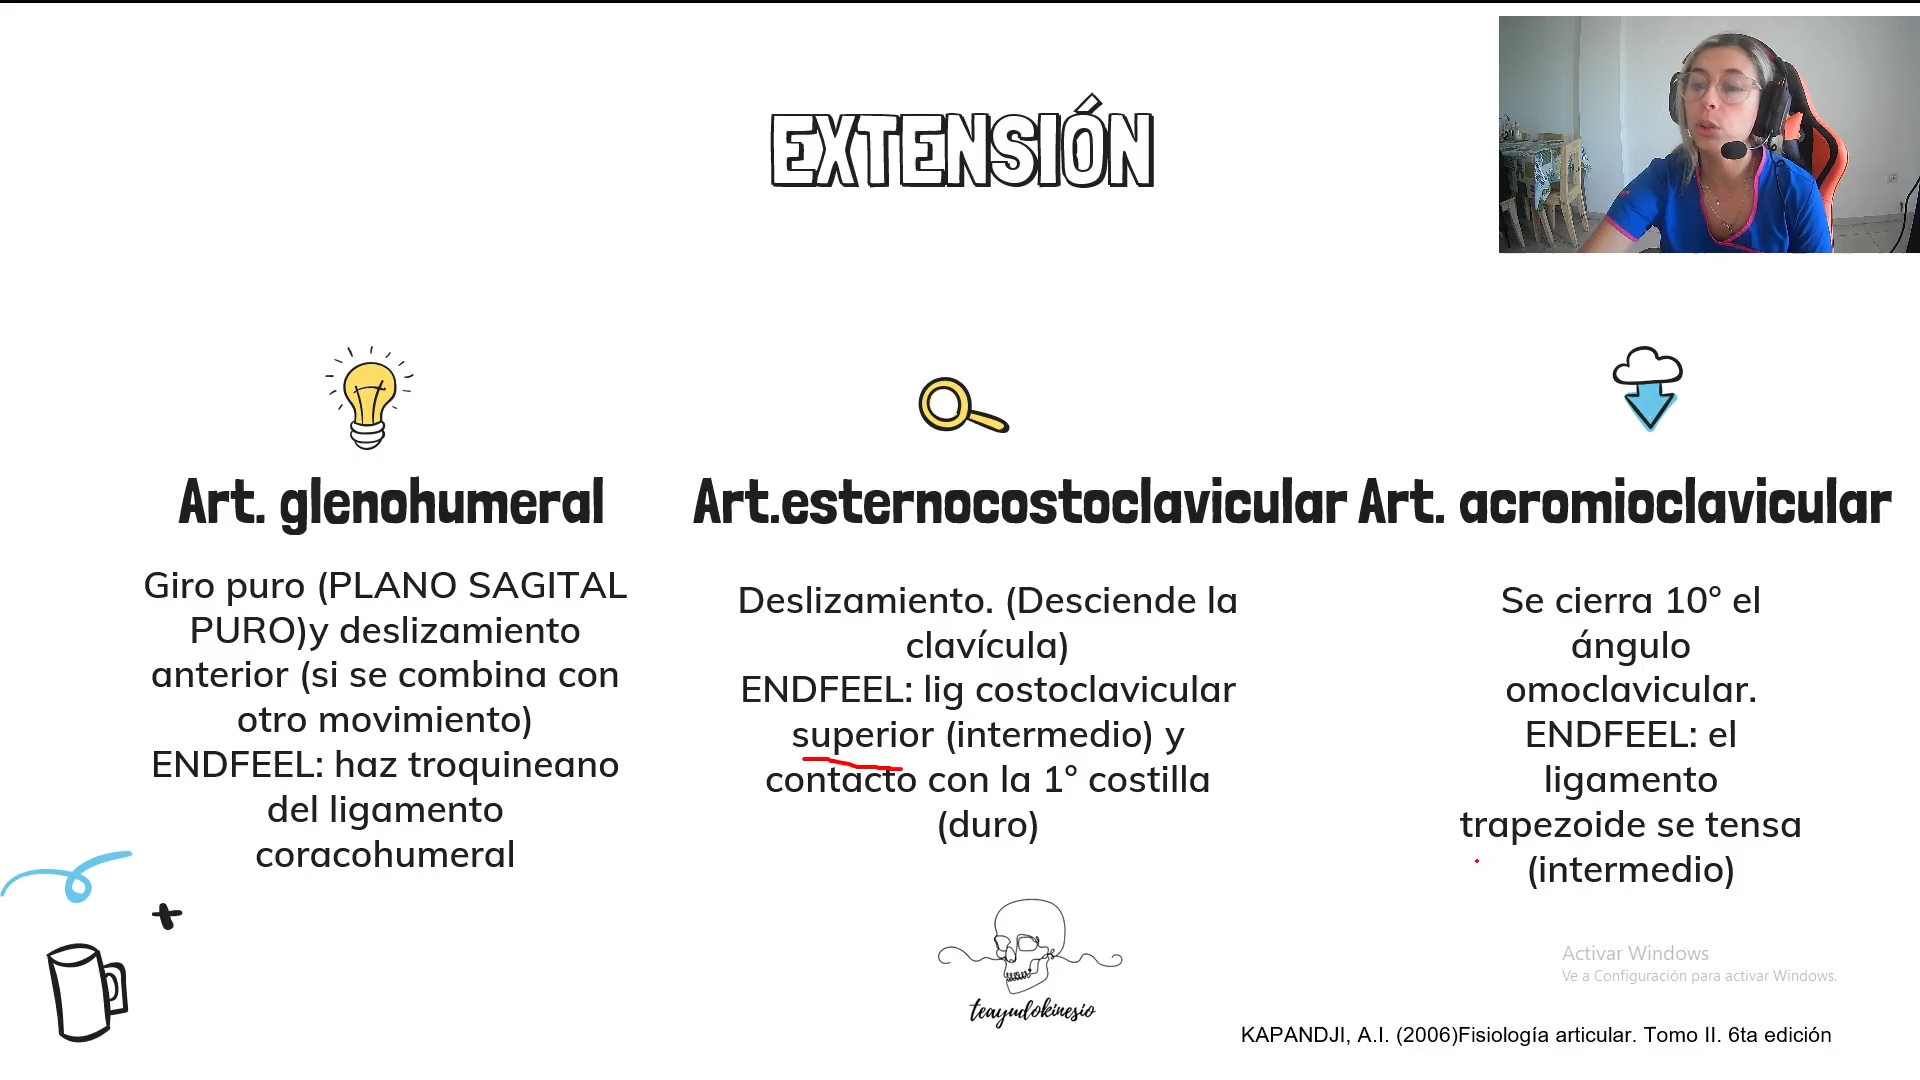 EXTENSIÓN
Art. glenohumeral
Giro puro (PLANO SAGITAL
PURO)y deslizamiento
anterior (si se combina con
otro movimiento)
ENDFEEL: haz troquineano
del ligamento
coracohumeral
Art.esternocostoclavicular
Deslizamiento. (Desciende la
clavícula)
ENDFEEL: lig costoclavicular
superior (intermedio) y
contacto con la 1° costilla
(duro)
Art. acromioclavicular
Se cierra 10° el
ángulo
omoclavicular.
ENDFEEL: el
ligamento
trapezoide se tensa
(intermedio)
teayudokinesio
Activar Windows
Ve a Configuración para activar Windows.
KAPANDJI, A.I. (2006)Fisiología articular. Tomo II. 6ta edición